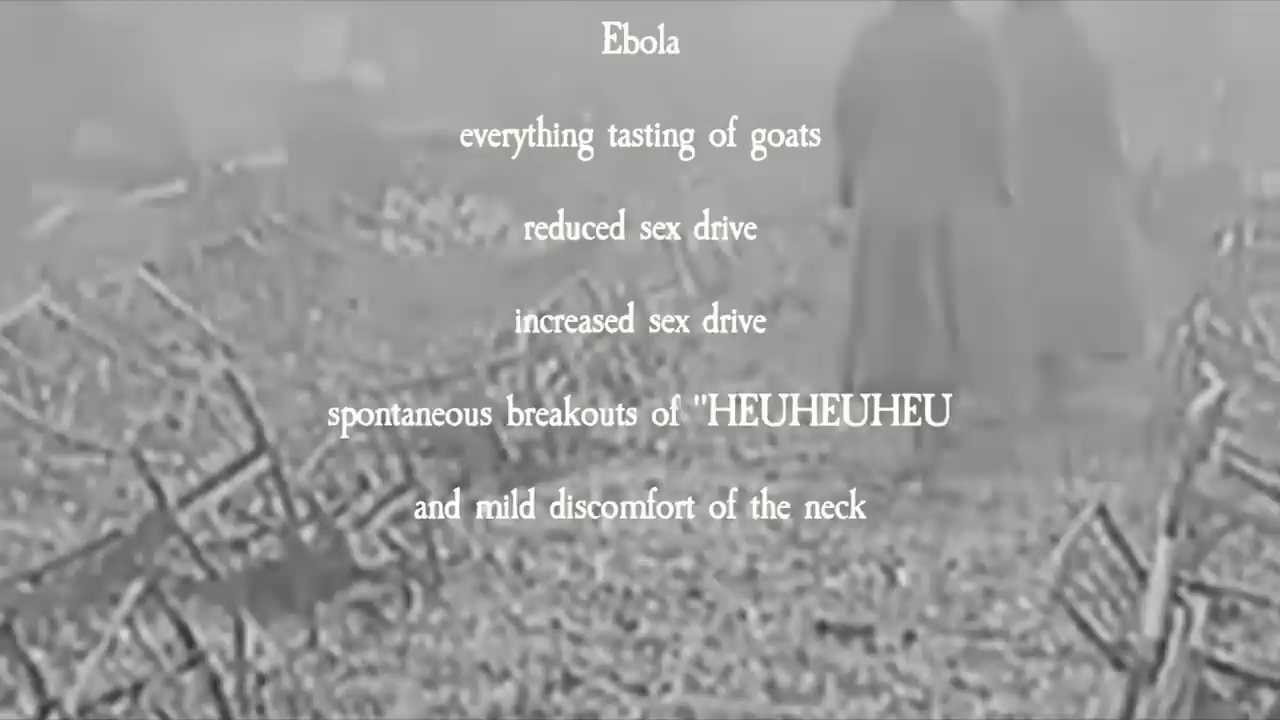 Ebola
everything tasting of goats
reduced sex drive
increased sex drive
spontaneous breakouts of "HEUHEUHEU
and mild discomfort of the neck